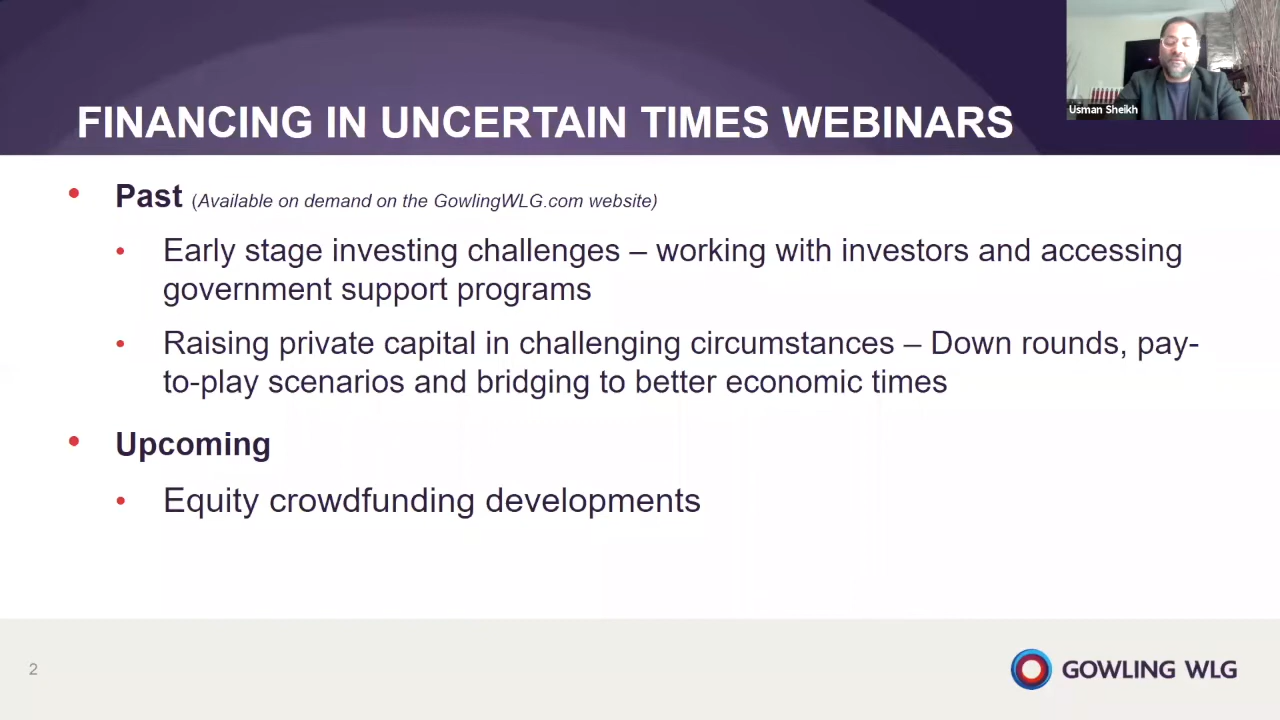 Usman Sheikh
FINANCING IN UNCERTAIN TIMES WEBINARS
• Past (Available on demand on the GowlingWLG.com website)
• Early stage investing challenges – working with investors and accessing
government support programs
• Raising private capital in challenging circumstances – Down rounds, pay-
to-play scenarios and bridging to better economic times
• Upcoming
• Equity crowdfunding developments
2
GOWLING WLG